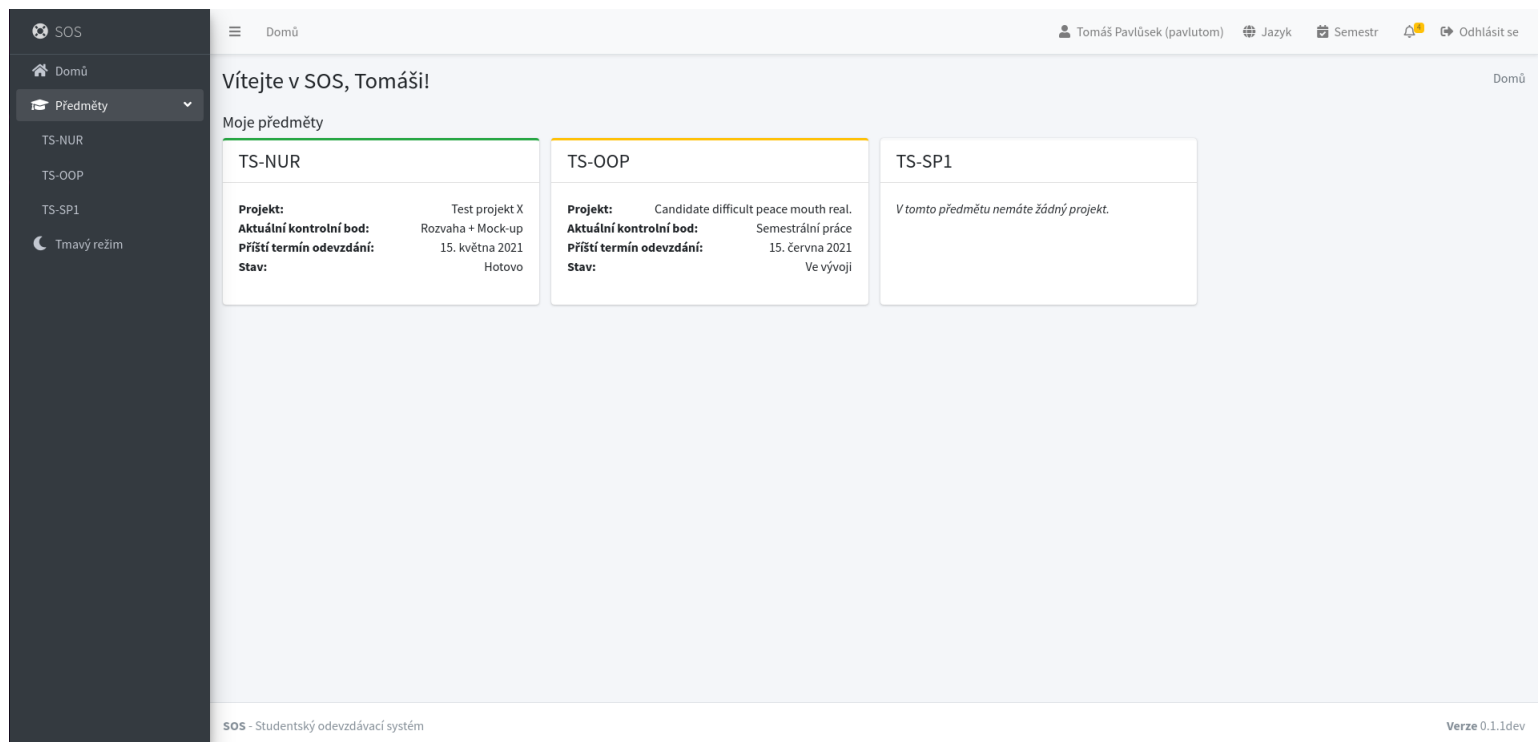 SOS
Domů
Tomáš Pavlůsek (pavlutom)
Jazyk
Semestr
4
Odhlásit se
Domů
Předměty
TS-NUR
TS-OOP
TS-SP1
Tmavý režim
Vítejte v SOS, Tomáši!
Domů
Moje předměty
TS-NUR
Projekt: Test projekt X
Aktuální kontrolní bod: Rozvaha + Mock-up
Příští termín odevzdání: 15. května 2021
Stav: Hotovo
TS-OOP
Projekt: Candidate difficult peace mouth real.
Aktuální kontrolní bod: Semestrální práce
Příští termín odevzdání: 15. června 2021
Stav: Ve vývoji
TS-SP1
V tomto předmětu nemáte žádný projekt.
SOS - Studentský odevzdávací systém
Verze 0.1.1dev